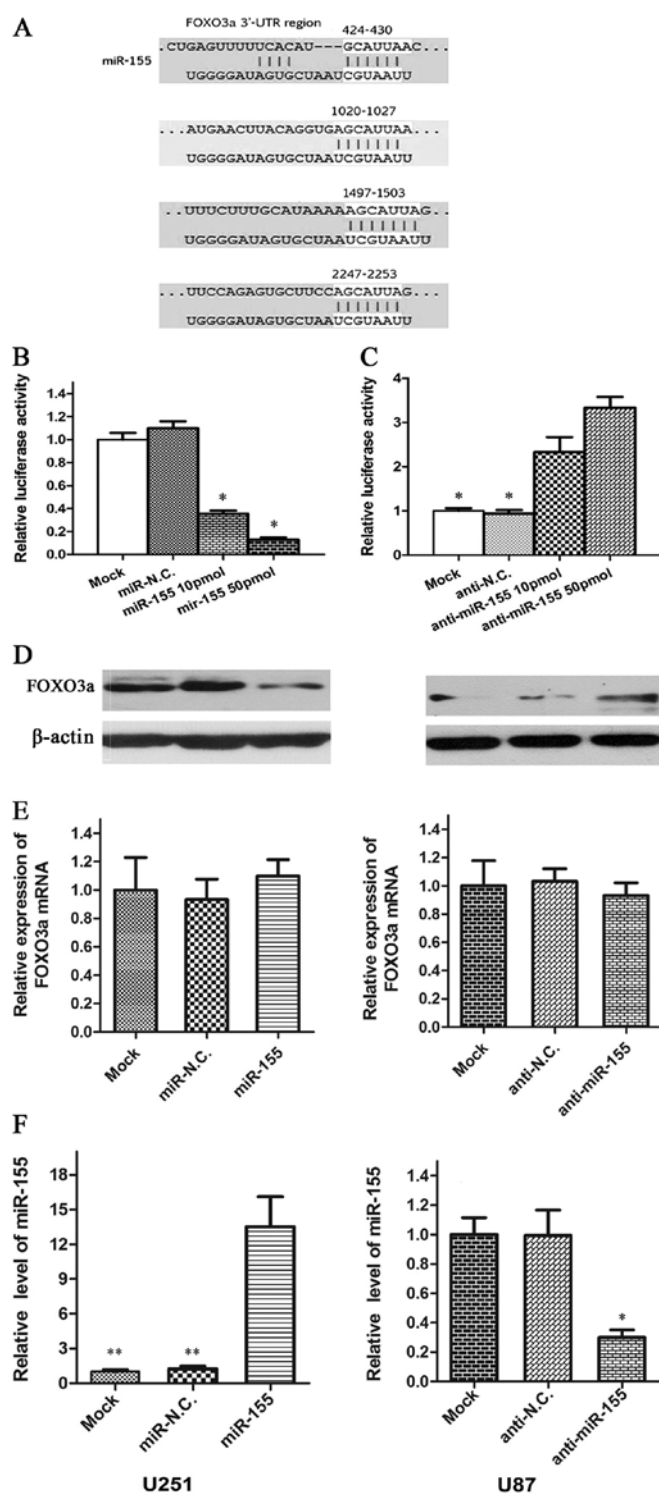 A
FOXO3a 3'-UTR region
424-430
..CUGAGUUUUUCACAU---GCAUUAAC...
miR-155
UGGGGAUAGUGCUAAUCGUAAUU
1020-1027
...AUGAACUUACAGGUGAGCAUUAA...
UGGGGAUAGUGCUAAUCGUAAUU
1497-1503
...UUUCUUUGCAUAAAAAGCAUUAG...
UGGGGAUAGUGCUAAUCGUAAUU
2247-2253
...UUCCAGAGUGCUUCCAGCAUUAG...
UGGGGAUAGUGCUAAUCGUAAUU
B
Relative luciferase activity
1.4
1.2
1.0
0.8
0.6
0.4
0.2
0.0
* *
Mock
miR-N.C.
miR-155 10pmol
mir-155 50pmol
C
Relative luciferase activity
4
3
2
1
0
* *
Mock
anti-N.C.
anti-miR-155 10pmol
anti-miR-155 50pmol
D
FOXO3a
β-actin
E
Relative expression of
FOXO3a mRNA
1.4
1.2
1.0
0.8
0.6
0.4
0.2
0.0
Mock
miR-N.C.
miR-155
Relative expression of
FOXO3a mRNA
1.4
1.2
1.0
0.8
0.6
0.4
0.2
0.0
Mock
anti-N.C.
anti-miR-155
F
Relative level of miR-155
18
15
12
9
6
3
0
** **
Mock
miR-N.C.
miR-155
U251
Relative level of miR-155
1.4
1.2
1.0
0.8
0.6
0.4
0.2
0.0
*
Mock
anti-N.C.
anti-miR-155
U87